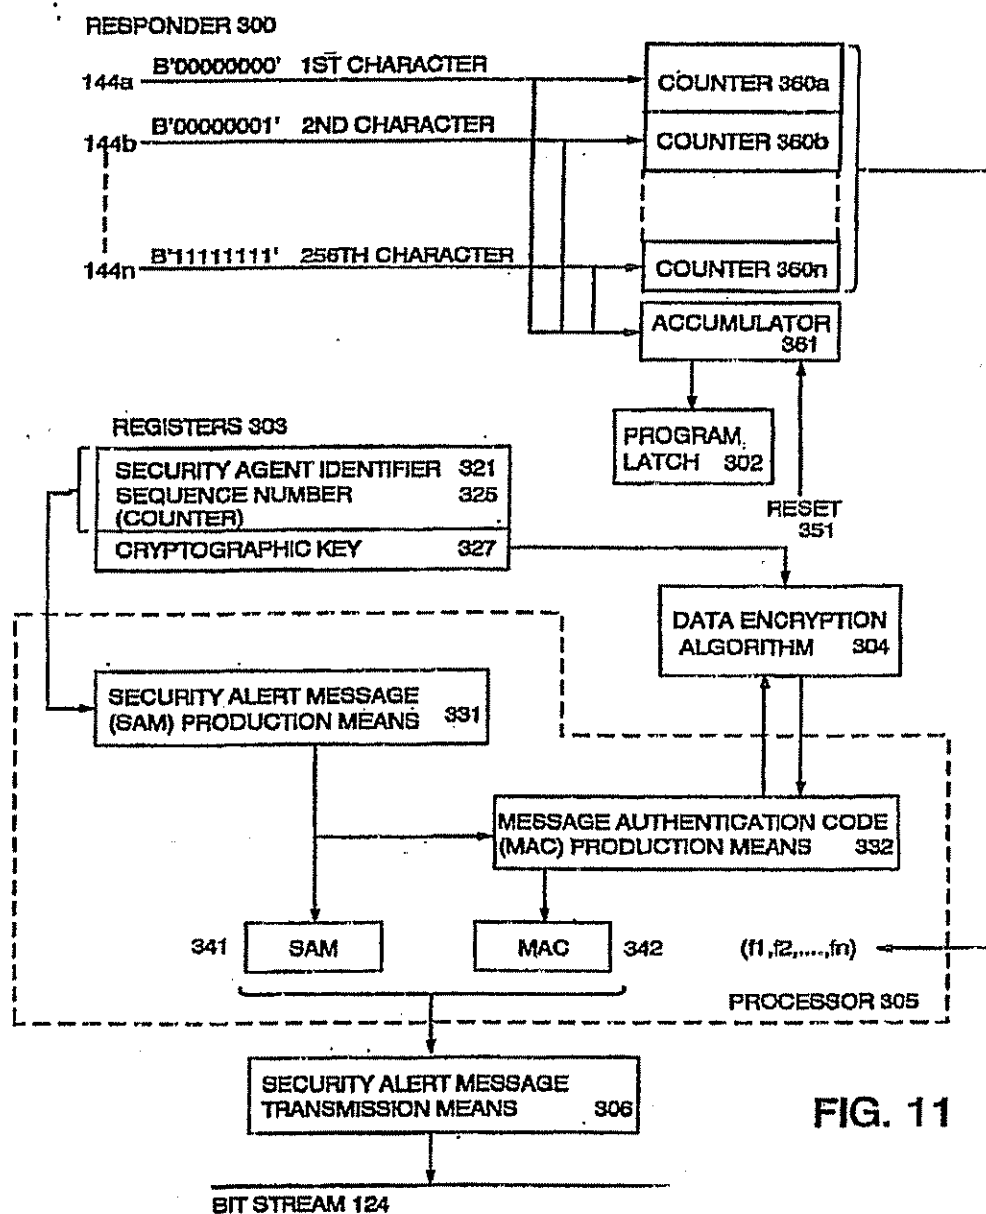 RESPONDER 300
144a B'00000000' 1ST CHARACTER
COUNTER 360a
144b B'00000001' 2ND CHARACTER
COUNTER 360b
144n B'11111111' 256TH CHARACTER
COUNTER 360n
ACCUMULATOR
361
PROGRAM
LATCH 302
RESET
351
REGISTERS 303
SECURITY AGENT IDENTIFIER 321
SEQUENCE NUMBER 325
(COUNTER)
CRYPTOGRAPHIC KEY 327
DATA ENCRYPTION
ALGORITHM 304
SECURITY ALERT MESSAGE
(SAM) PRODUCTION MEANS 331
MESSAGE AUTHENTICATION CODE
(MAC) PRODUCTION MEANS 332
341 SAM
MAC 342
(f1,f2,....,fn)
PROCESSOR 305
SECURITY ALERT MESSAGE
TRANSMISSION MEANS 306
FIG. 11
BIT STREAM 124